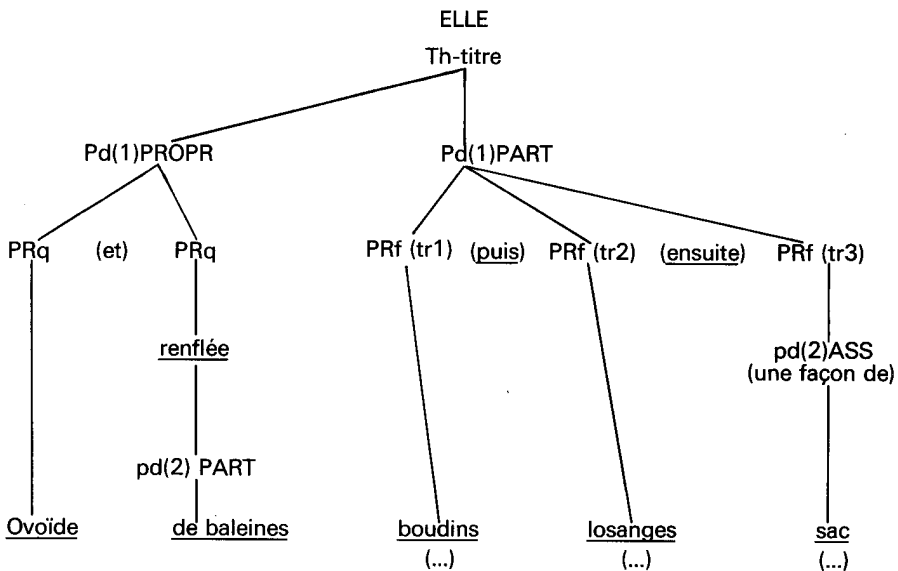 ELLE
Th-titre
Pd(1)PROPR Pd(1)PART
PRq (et) PRq PRf (tr1) (puis) PRf (tr2) (ensuite) PRf (tr3)
renflée pd(2)ASS
(une façon de)
pd(2) PART
Ovoïde de baleines boudins losanges sac
(...) (...) (...)